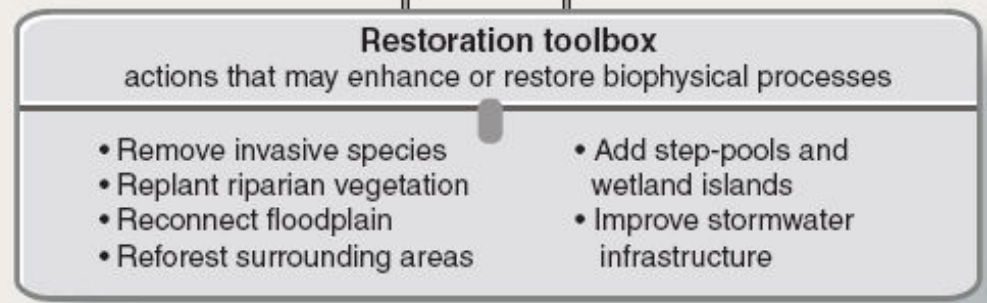 Restoration toolbox
actions that may enhance or restore biophysical processes
• Remove invasive species
• Replant riparian vegetation
• Reconnect floodplain
• Reforest surrounding areas
• Add step-pools and
wetland islands
• Improve stormwater
infrastructure